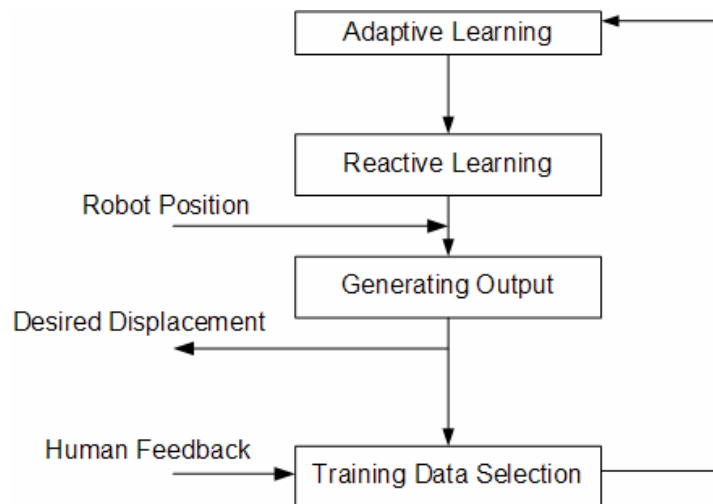 Adaptive Learning
Reactive Learning
Robot Position
Generating Output
Desired Displacement
Human Feedback
Training Data Selection